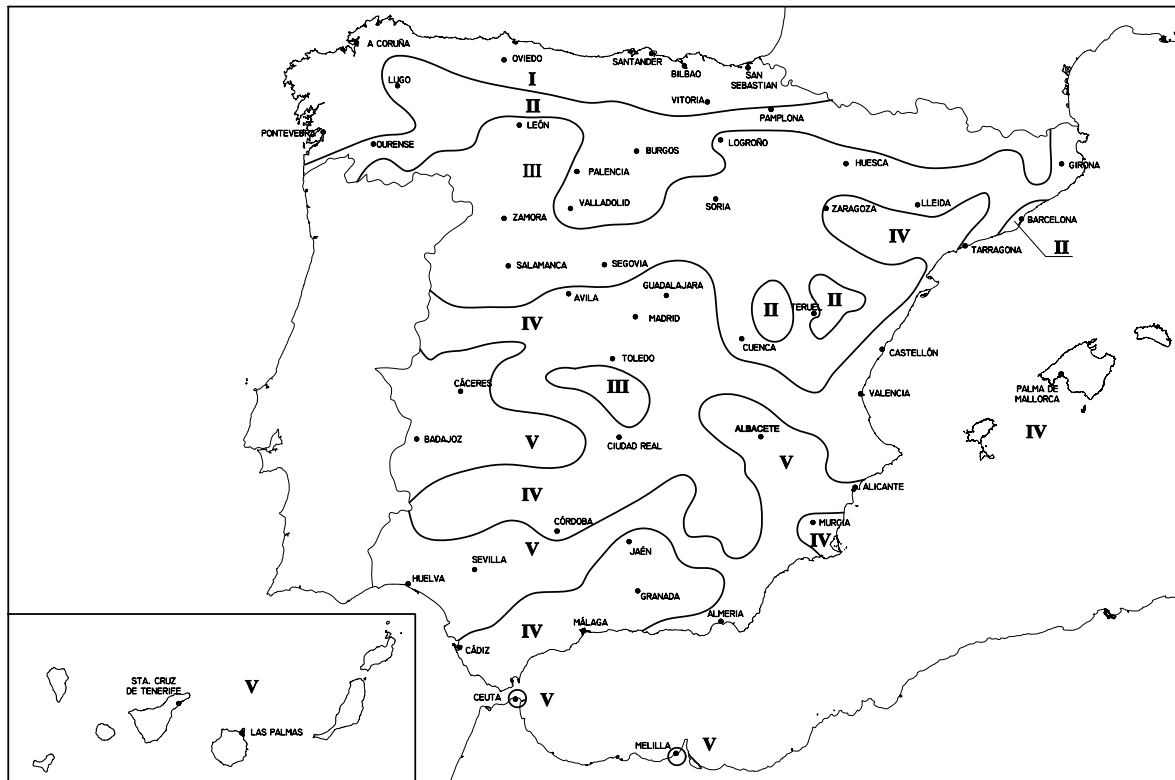 A CORUÑA
OVIEDO
SANTANDER
BILBAO
SAN
SEBASTIAN
LUGO
I
VITORIA
II
PAMPLONA
LEÓN
PONTEVEDRA
OURENSE
BURGOS
LOGROÑO
HUESCA
GIRONA
III
PALENCIA
VALLADOLID
SORIA
ZARAGOZA
LLEIDA
BARCELONA
ZAMORA
IV
TARRAGONA
II
SALAMANCA
SEGOVIA
AVILA
GUADALAJARA
II
TERUEL
II
IV
MADRID
CUENCA
CASTELLÓN
TOLEDO
CÁCERES
III
VALENCIA
PALMA DE
MALLORCA
IV
BADAJOZ
V
CIUDAD REAL
ALBACETE
V
IV
ALICANTE
CÓRDOBA
MURCIA
IV
V
JAÉN
SEVILLA
HUELVA
GRANADA
ALMERIA
IV
MÁLAGA
CÁDIZ
STA. CRUZ
DE TENERIFE
V
CEUTA
V
LAS PALMAS
MELILLA
V